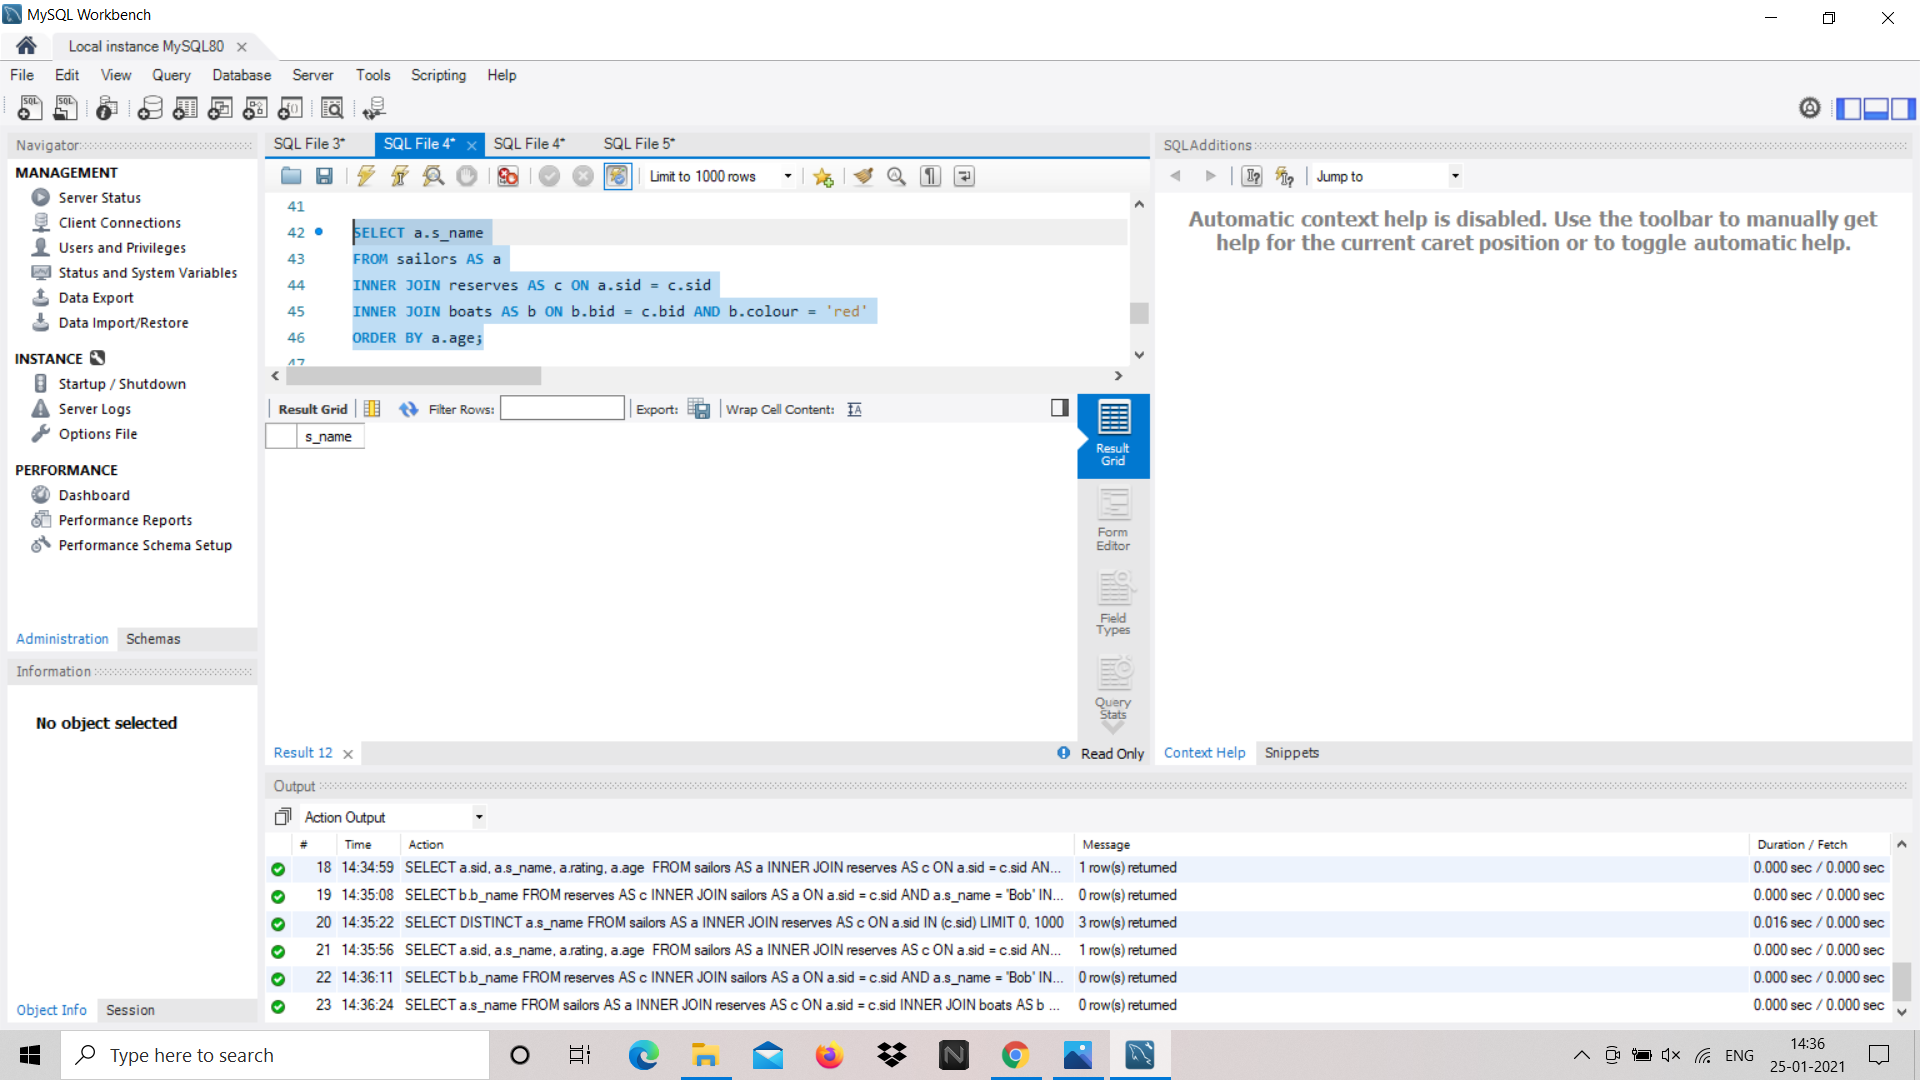 MySQL Workbench
Local instance MySQL80
File Edit View Query Database Server Tools Scripting Help
Navigator
MANAGEMENT
Server Status
Client Connections
Users and Privileges
Status and System Variables
Data Export
Data Import/Restore
INSTANCE
Startup / Shutdown
Server Logs
Options File
PERFORMANCE
Dashboard
Performance Reports
Performance Schema Setup
Administration Schemas
Information
No object selected
Object Info Session
SQL File 3* SQL File 4* SQL File 4* SQL File 5*
Limit to 1000 rows
41
42 SELECT a.s_name
43 FROM sailors AS a
44 INNER JOIN reserves AS c ON a.sid = c.sid
45 INNER JOIN boats AS b ON b.bid = c.bid AND b.colour = 'red'
46 ORDER BY a.age;
47
Result Grid Filter Rows: Export: Wrap Cell Content:
s_name
Result Grid
Form Editor
Field Types
Query Stats
Result 12 Read Only
SQLAdditions
Jump to
Automatic context help is disabled. Use the toolbar to manually get
help for the current caret position or to toggle automatic help.
Context Help Snippets
Output
Action Output
# Time Action Message Duration / Fetch
18 14:34:59 SELECT a.sid, a.s_name, a.rating, a.age FROM sailors AS a INNER JOIN reserves AS c ON a.sid = c.sid AN... 1 row(s) returned 0.000 sec / 0.000 sec
19 14:35:08 SELECT b.b_name FROM reserves AS c INNER JOIN sailors AS a ON a.sid = c.sid AND a.s_name = 'Bob' IN... 0 row(s) returned 0.000 sec / 0.000 sec
20 14:35:22 SELECT DISTINCT a.s_name FROM sailors AS a INNER JOIN reserves AS c ON a.sid IN (c.sid) LIMIT 0, 1000 3 row(s) returned 0.016 sec / 0.000 sec
21 14:35:56 SELECT a.sid, a.s_name, a.rating, a.age FROM sailors AS a INNER JOIN reserves AS c ON a.sid = c.sid AN... 1 row(s) returned 0.000 sec / 0.000 sec
22 14:36:11 SELECT b.b_name FROM reserves AS c INNER JOIN sailors AS a ON a.sid = c.sid AND a.s_name = 'Bob' IN... 0 row(s) returned 0.000 sec / 0.000 sec
23 14:36:24 SELECT a.s_name FROM sailors AS a INNER JOIN reserves AS c ON a.sid = c.sid INNER JOIN boats AS b ... 0 row(s) returned 0.000 sec / 0.000 sec
Type here to search
ENG
14:36
25-01-2021